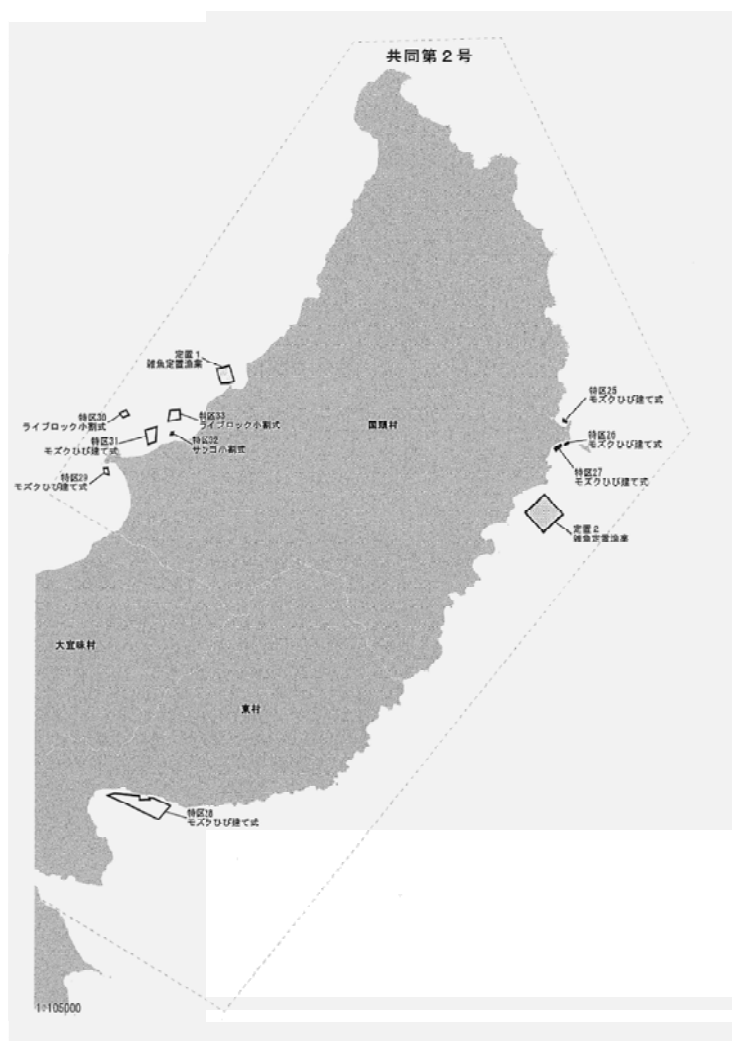 共同第２号
定置１
雑魚定置漁業
特区30
ライブロック小割式
特区33
ライブロック小割式
特区31
モズクひび建て式
特区32
サンゴ小割式
特区29
モズクひび建て式
国頭村
特区25
モズクひび建て式
特区26
モズクひび建て式
特区27
モズクひび建て式
定置２
雑魚定置漁業
大宜味村
東村
特区28
モズクひび建て式
1:105000